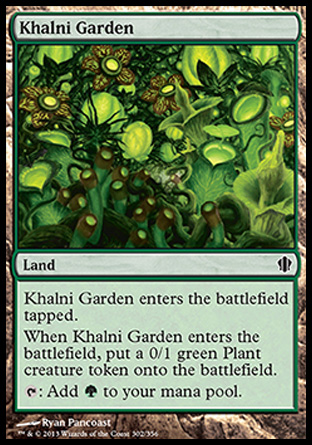 Khalni Garden
Land
Khalni Garden enters the battlefield
tapped.
When Khalni Garden enters the
battlefield, put a 0/1 green Plant
creature token onto the battlefield.
: Add to your mana pool.
Ryan Pancoast
™ & © 2013 Wizards of the Coast 302/356